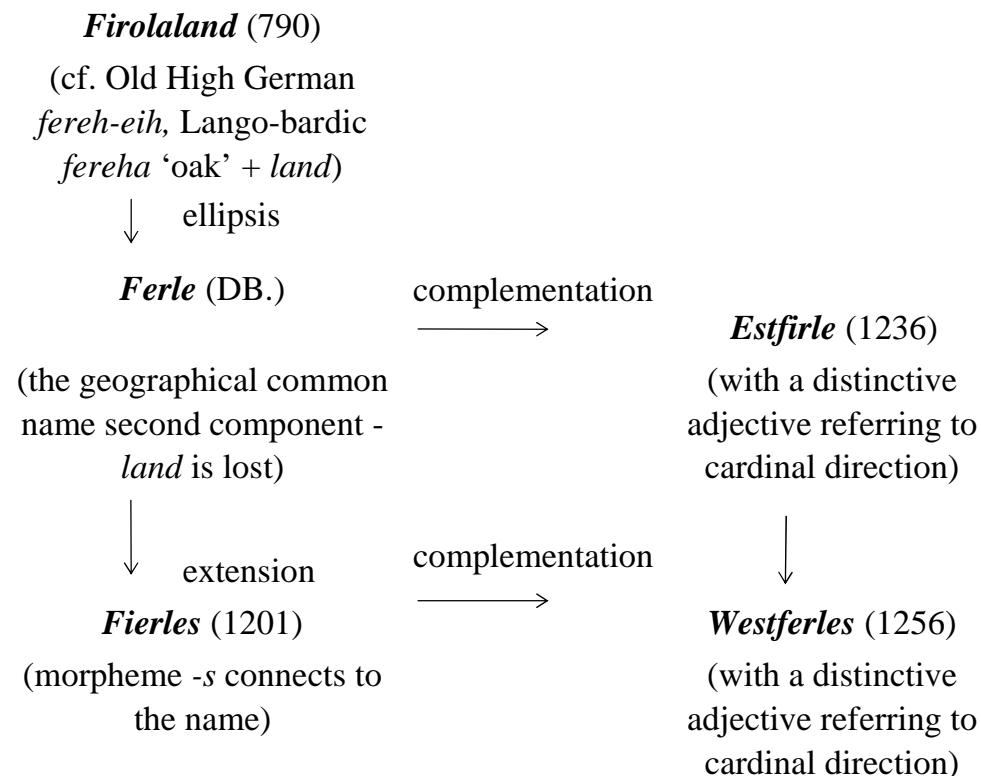 Firolaland (790)
(cf. Old High German
fereh-eih, Lango-bardic
fereha ‘oak’ + land)
ellipsis
Ferle (DB.)
complementation
Estfirle (1236)
(the geographical common
name second component -
land is lost)
(with a distinctive
adjective referring to
cardinal direction)
extension
complementation
Fierles (1201)
(morpheme -s connects to
the name)
Westferles (1256)
(with a distinctive
adjective referring to
cardinal direction)